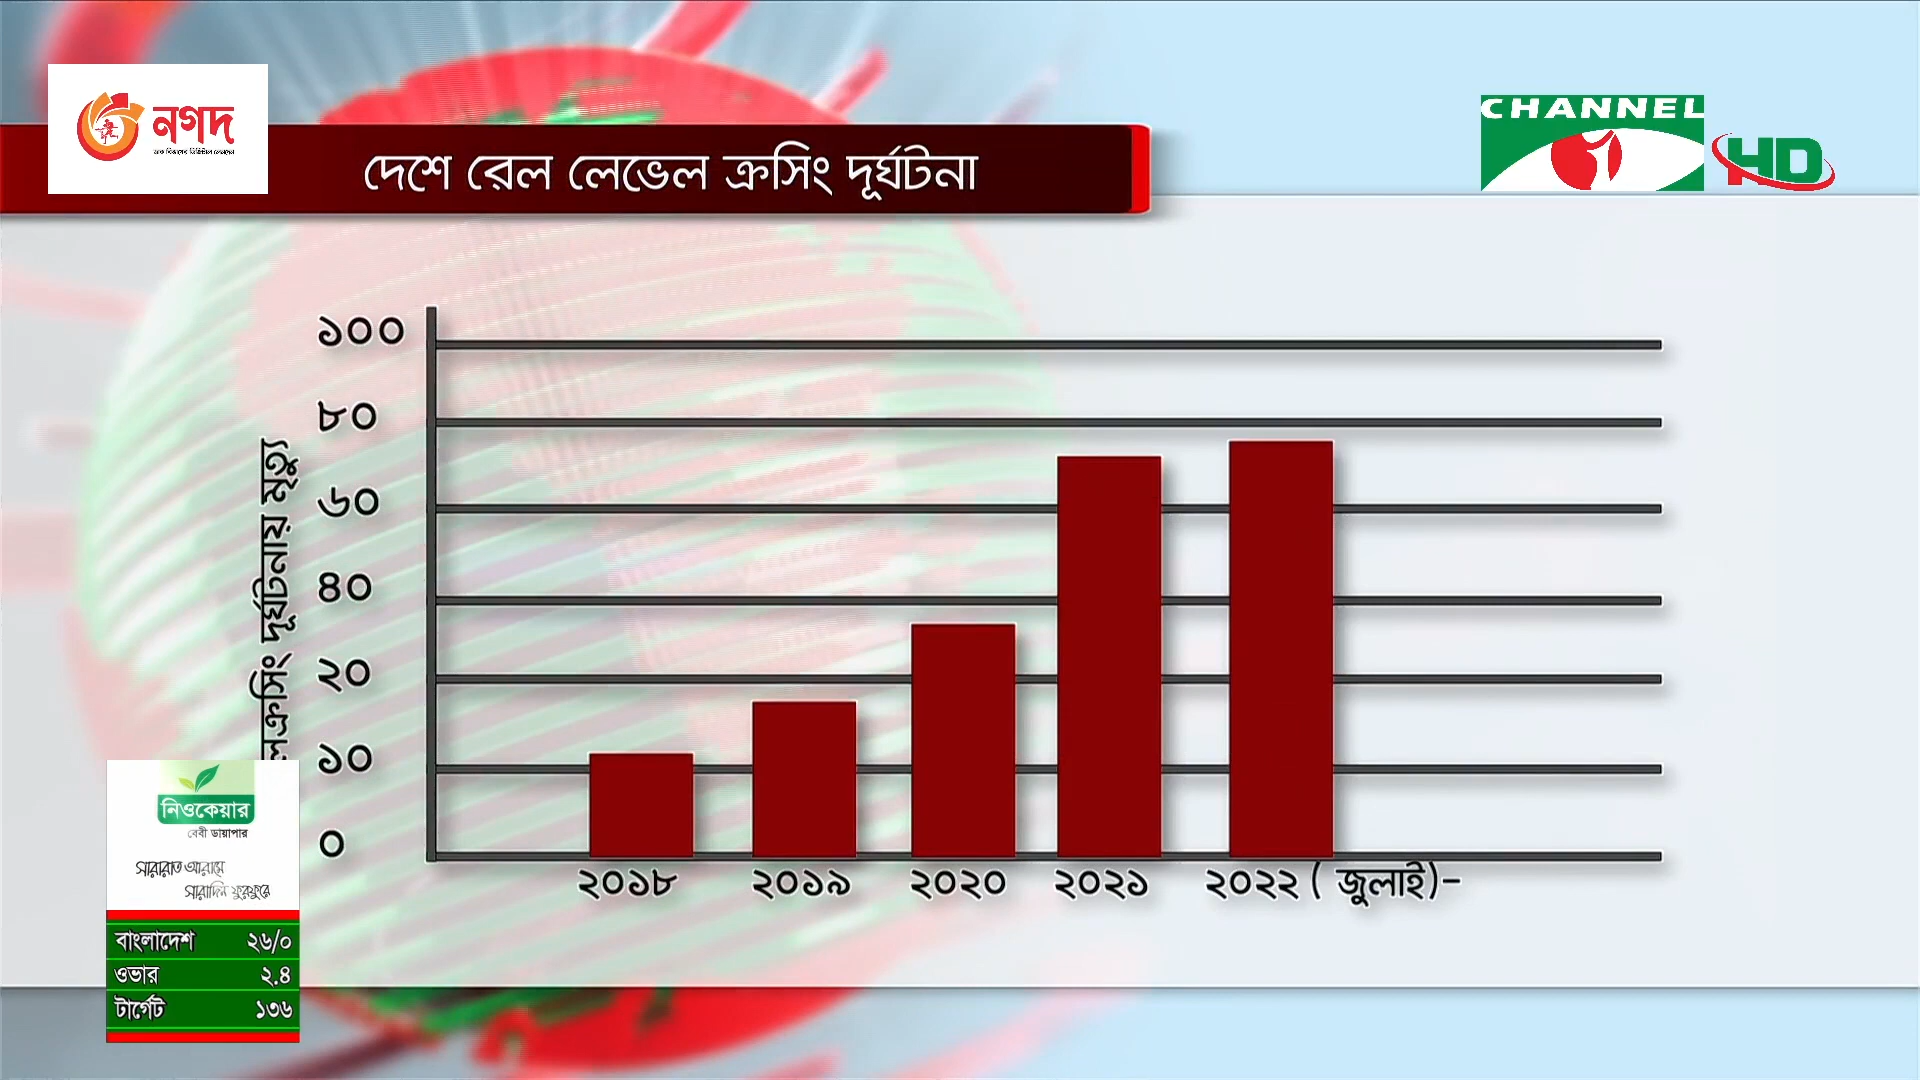 নগদ
ডাক বিভাগের ডিজিটাল লেনদেন
CHANNEL
i HD
দেশে রেল লেভেল ক্রসিং দূর্ঘটনা
১০০
৮০
৬০
৪০
২০
১০
০
লক্রসিং দূর্ঘটনায় মৃত্যু
২০১৮ ২০১৯ ২০২০ ২০২১ ২০২২ ( জুলাই)-
নিওকেয়ার
বেবী ডায়াপার
সারারাত আরামে
সারাদিন ফুরফুরে
বাংলাদেশ ২৬/০
ওভার ২.৪
টার্গেট ১৩৬